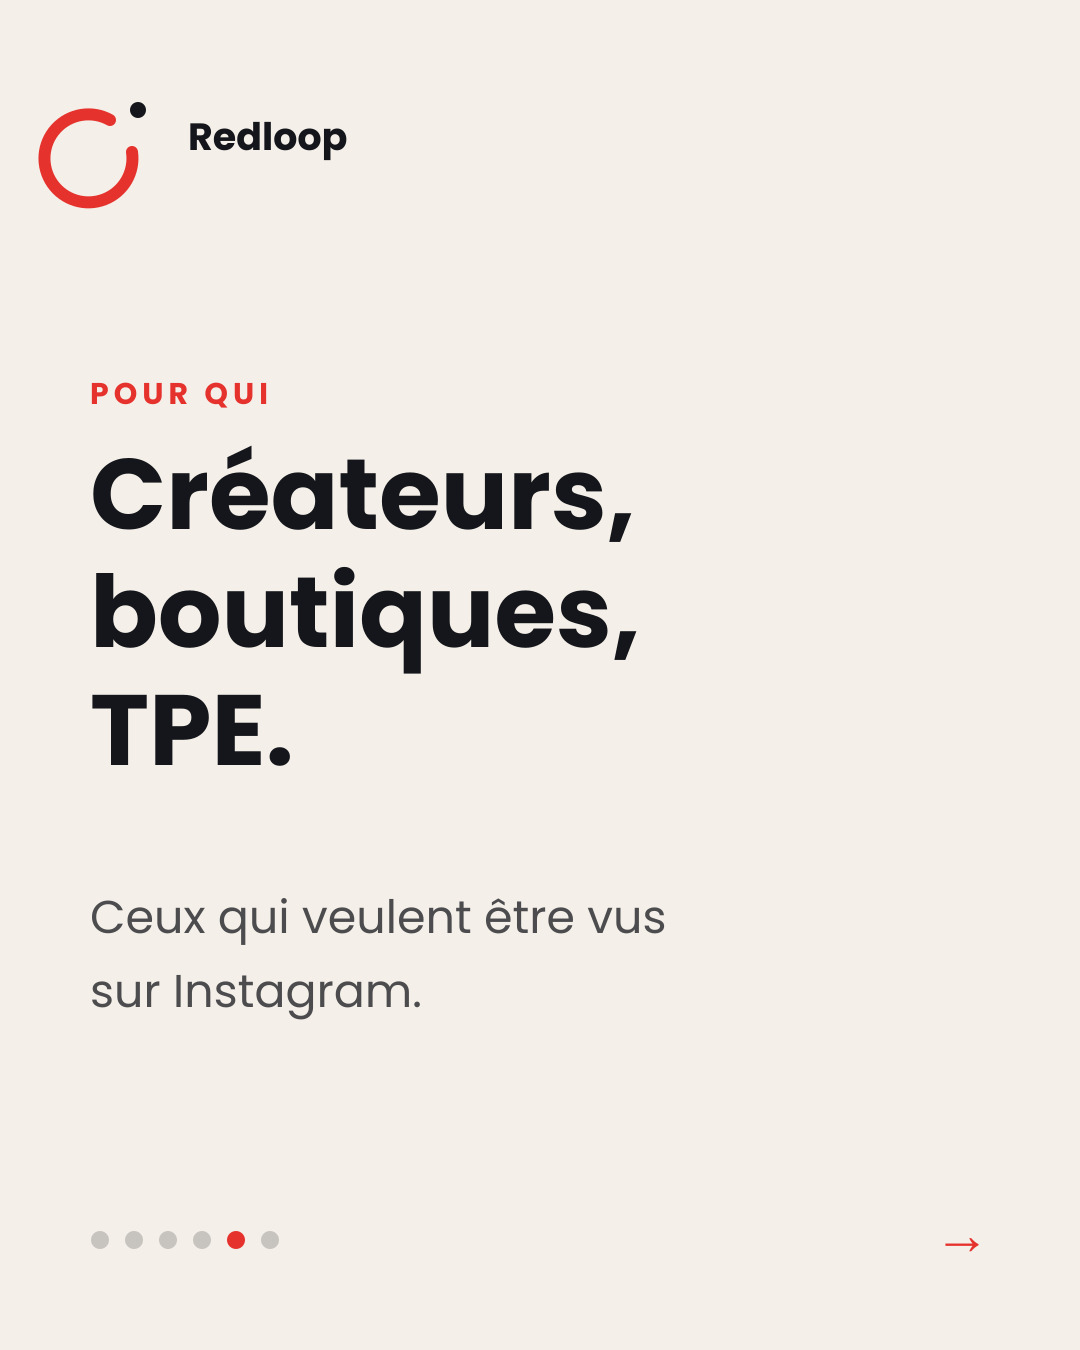 Redloop
POUR QUI
Créateurs,
boutiques,
TPE.
Ceux qui veulent être vus
sur Instagram.
→